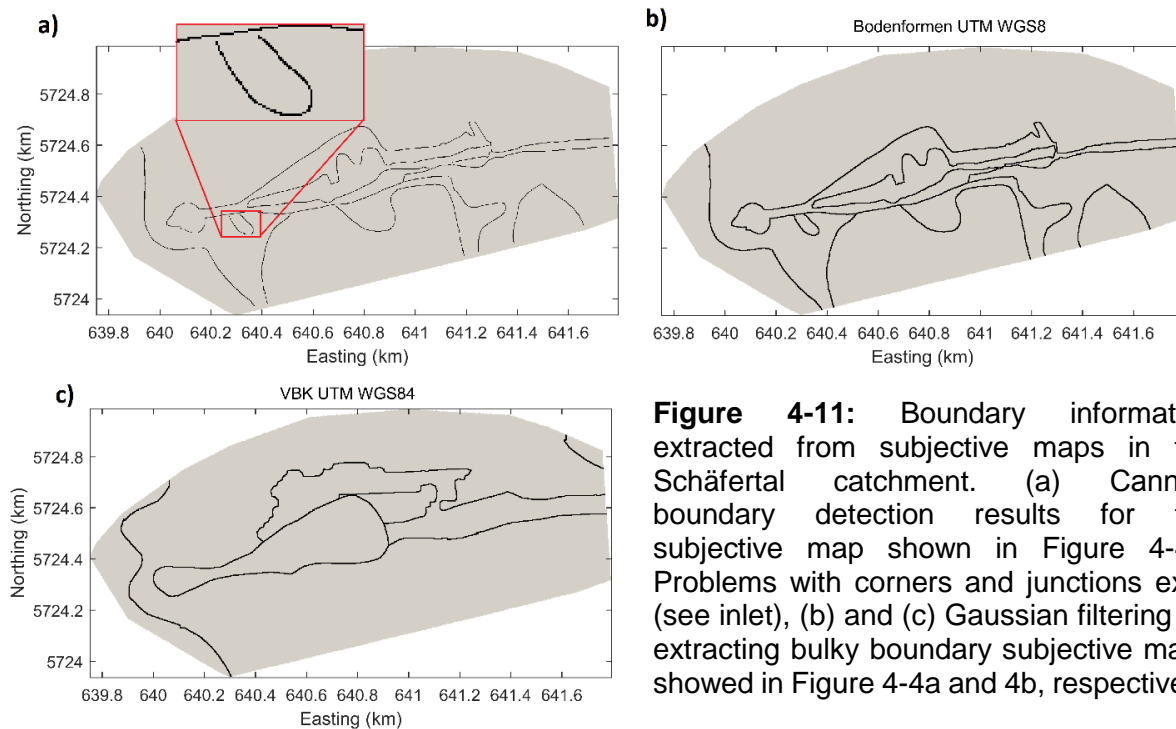 a)
5724.8
5724.6
5724.4
5724.2
5724
Northing (km)
639.8 640 640.2 640.4 640.6 640.8 641 641.2 641.4 641.6
Easting (km)
b)
Bodenformen UTM WGS8
639.8 640 640.2 640.4 640.6 640.8 641 641.2 641.4 641.6
Easting (km)
c)
VBK UTM WGS84
5724.8
5724.6
5724.4
5724.2
5724
Northing (km)
639.8 640 640.2 640.4 640.6 640.8 641 641.2 641.4 641.6
Easting (km)
Figure 4-11: Boundary informat
extracted from subjective maps in
Schäfertal catchment. (a) Cann
boundary detection results for
subjective map shown in Figure 4-
Problems with corners and junctions ex
(see inlet), (b) and (c) Gaussian filtering
extracting bulky boundary subjective ma
showed in Figure 4-4a and 4b, respective